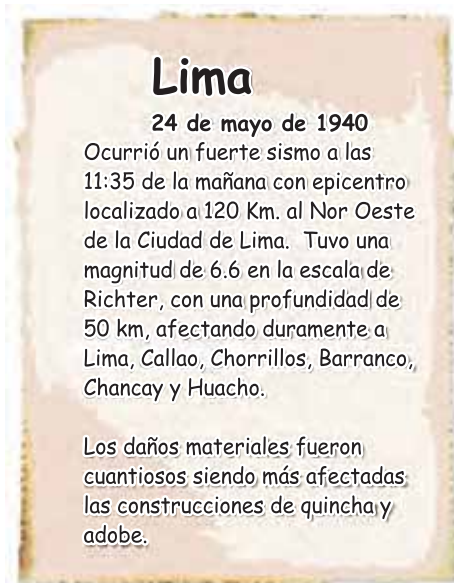 Lima
24 de mayo de 1940
Ocurrió un fuerte sismo a las
11:35 de la mañana con epicentro
localizado a 120 Km. al Nor Oeste
de la Ciudad de Lima.  Tuvo una
magnitud de 6.6 en la escala de
Richter, con una profundidad de
50 km, afectando duramente a
Lima, Callao, Chorrillos, Barranco,
Chancay y Huacho.

Los daños materiales fueron
cuantiosos siendo más afectadas
las construcciones de quincha y
adobe.